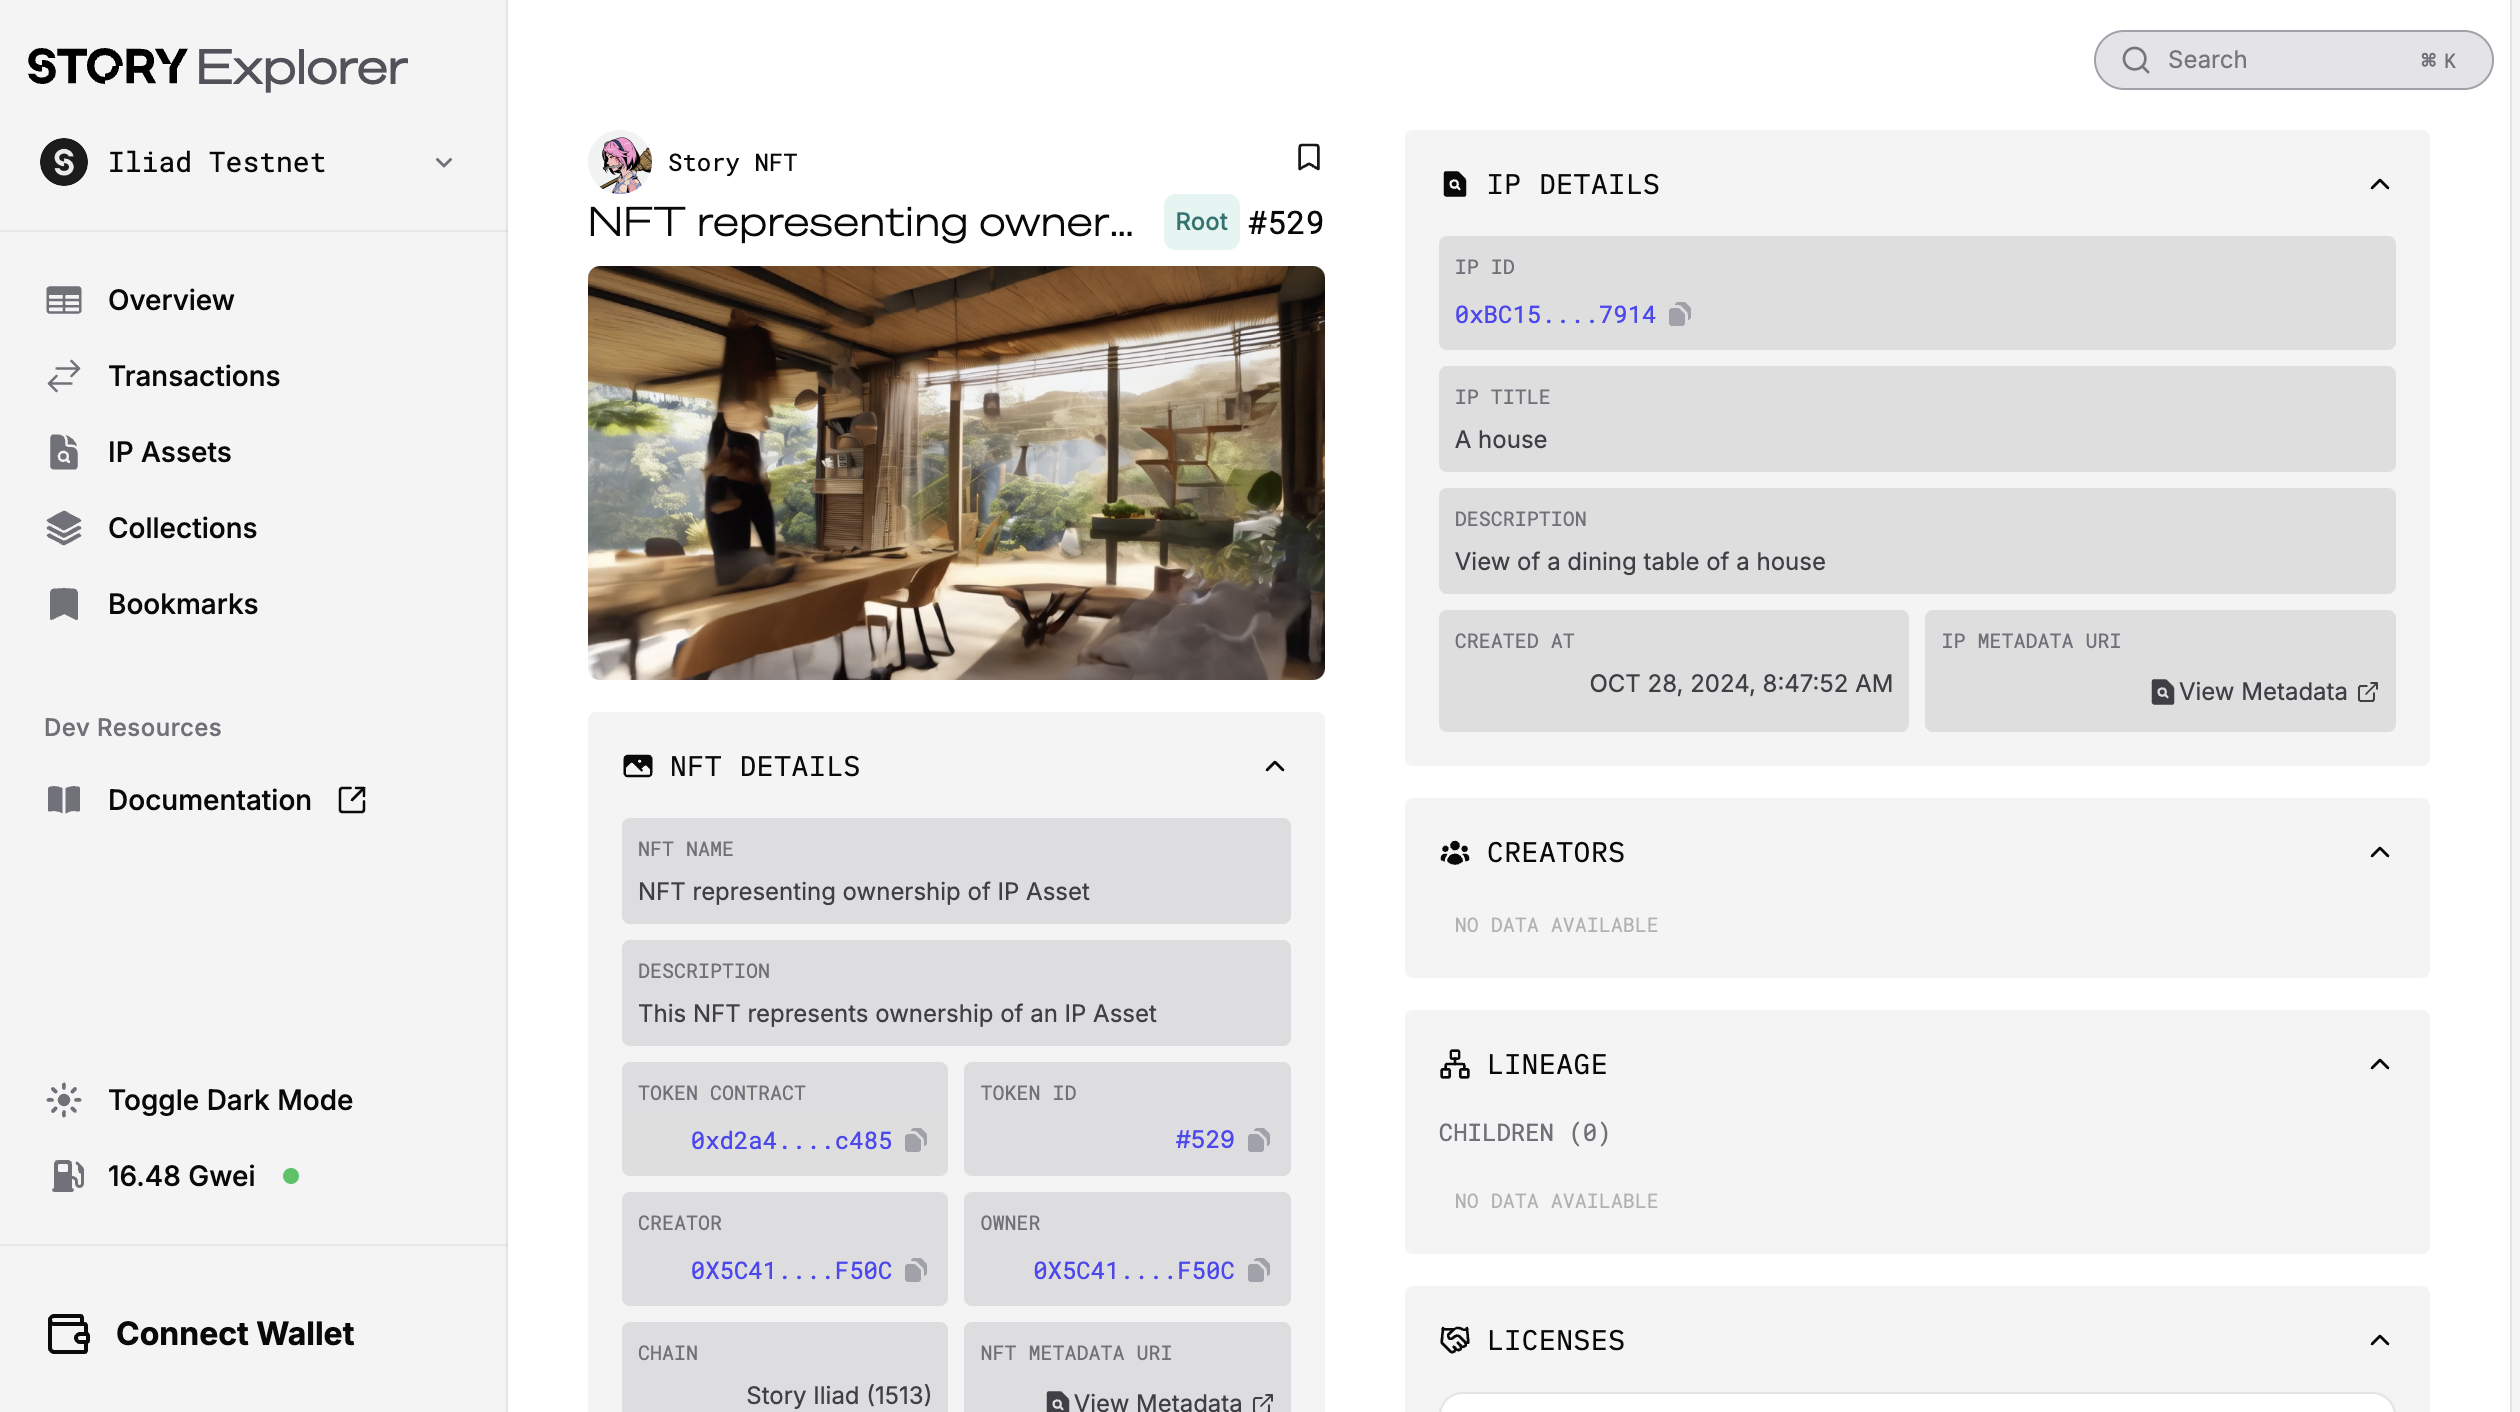 STORY Explorer
Iliad Testnet
Overview
Transactions
IP Assets
Collections
Bookmarks
Dev Resources
Documentation
Toggle Dark Mode
16.48 Gwei
Connect Wallet
Search ⌘ K
Story NFT
NFT representing owner... Root #529
NFT DETAILS
NFT NAME
NFT representing ownership of IP Asset
DESCRIPTION
This NFT represents ownership of an IP Asset
TOKEN CONTRACT
0xd2a4....c485
TOKEN ID
#529
CREATOR
0X5C41....F50C
OWNER
0X5C41....F50C
CHAIN
Story Iliad (1513)
NFT METADATA URI
View Metadata
IP DETAILS
IP ID
0xBC15....7914
IP TITLE
A house
DESCRIPTION
View of a dining table of a house
CREATED AT
OCT 28, 2024, 8:47:52 AM
IP METADATA URI
View Metadata
CREATORS
NO DATA AVAILABLE
LINEAGE
CHILDREN (0)
NO DATA AVAILABLE
LICENSES